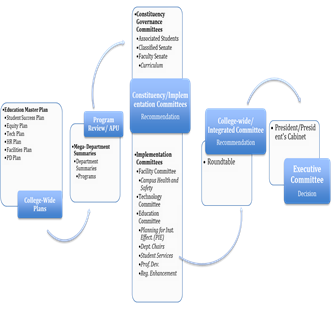 •Education Master Plan
•Student Success Plan
•Equity Plan
•Tech Plan
•HR Plan
•Facilities Plan
•PD Plan
College-Wide
Plans
Program
Review/ APU
•Mega- Department
Summaries
•Department
Summaries
•Programs
•Constituency
Governance
Committees
•Associated Students
•Classified Senate
•Faculty Senate
•Curriculum
Constituency/Implem
entation Committees
Recommendation
•Implementation
Committees
•Facility Committee
•Campus Health and
Safety
•Technology
Committee
•Education
Committee
•Planning for Inst.
Effect. (PIE)
•Dept. Chairs
•Student Services
•Prof. Dev.
•Reg. Enhancement
College-wide/
Integrated Committee
Recommendation
• Roundtable
• President/Presid
ent's Cabinet
Executive
Committee
Decision